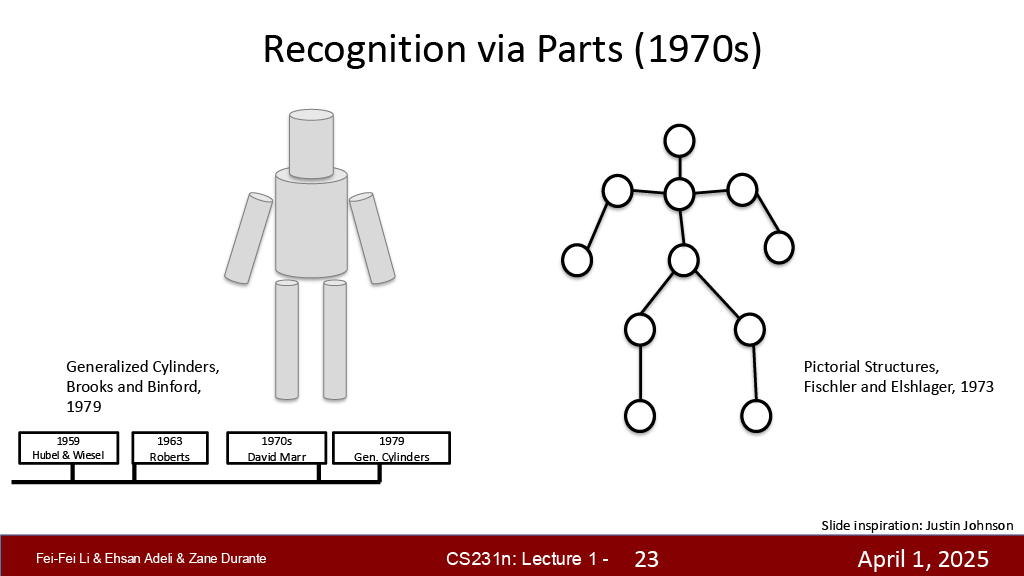 Recognition via Parts (1970s)
Generalized Cylinders,
Brooks and Binford,
1979
Pictorial Structures,
Fischler and Elshlager, 1973
1959
Hubel & Wiesel
1963
Roberts
1970s
David Marr
1979
Gen. Cylinders
Slide inspiration: Justin Johnson
Fei-Fei Li & Ehsan Adeli & Zane Durante
CS231n: Lecture 1 - 23
April 1, 2025